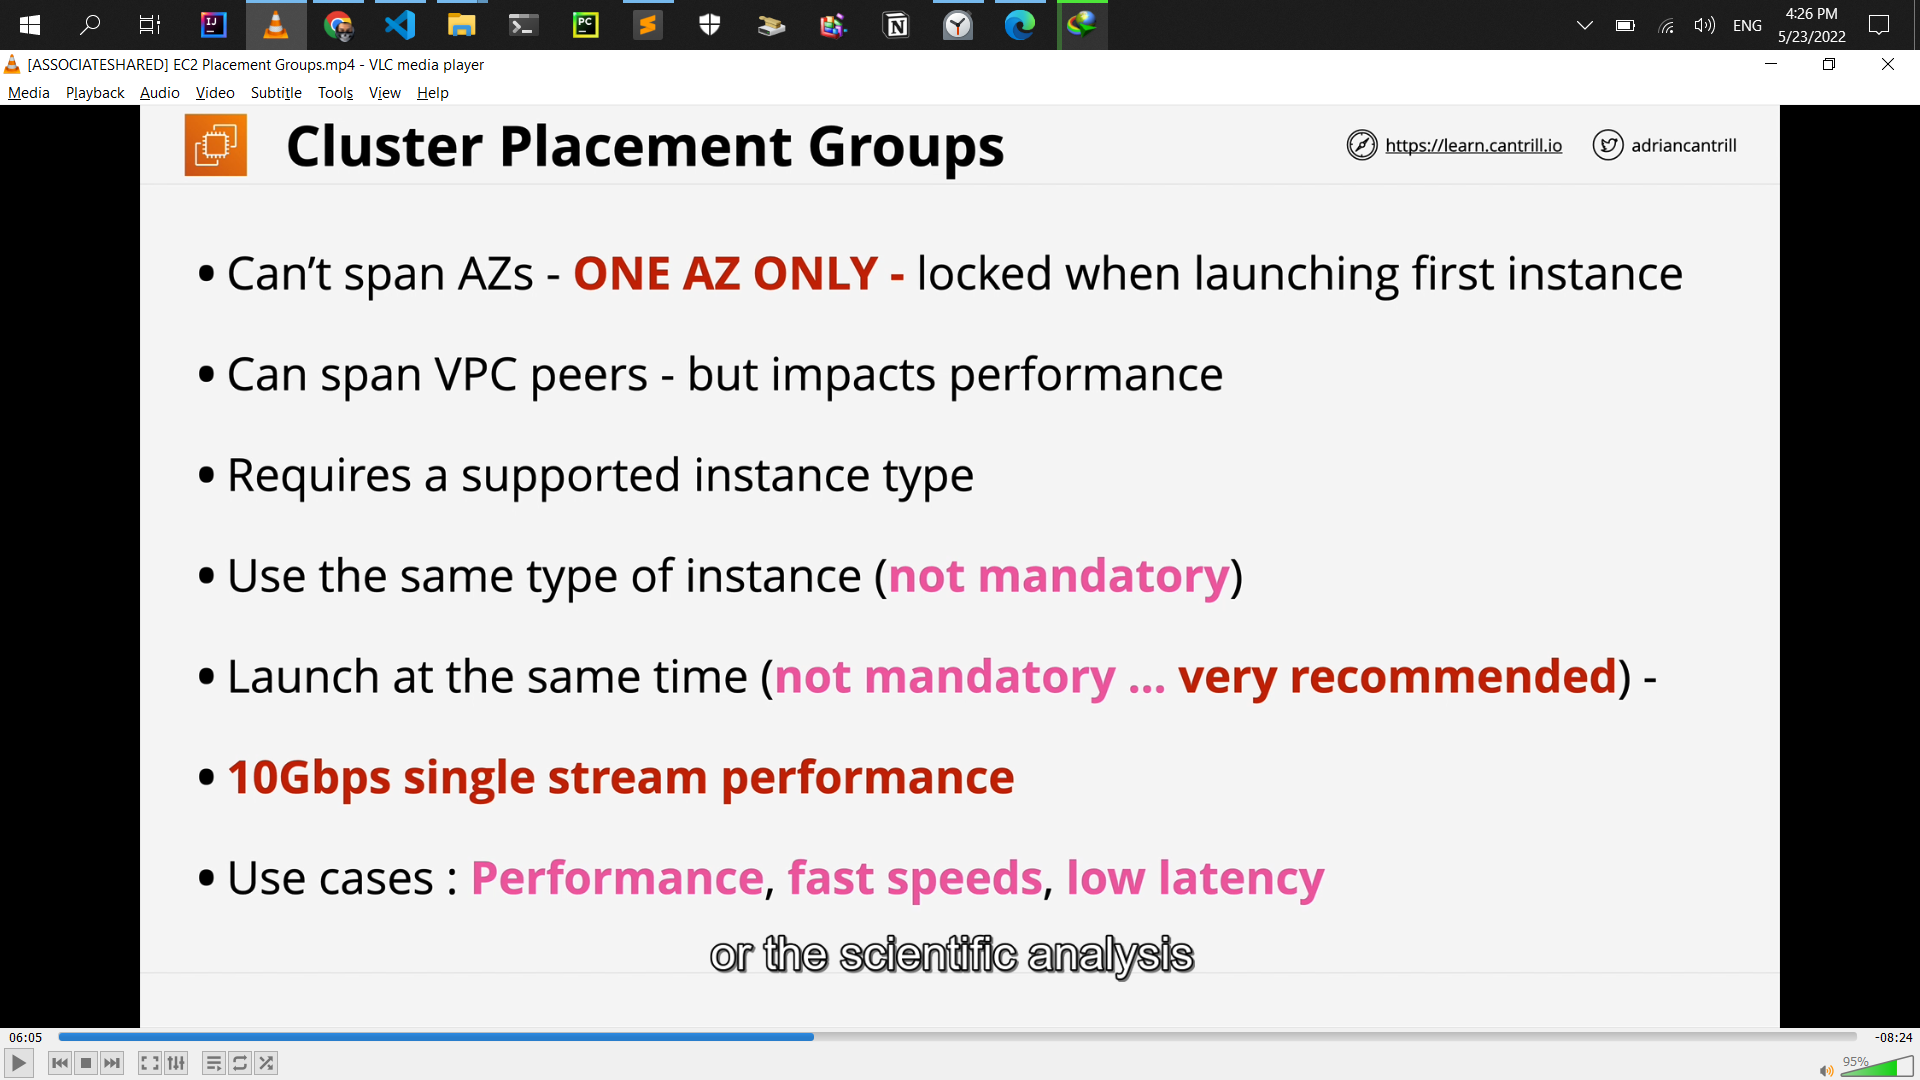 IJ
PC
N
ENG
4:26 PM
5/23/2022
[ASSOCIATESHARED] EC2 Placement Groups.mp4 - VLC media player
Media Playback Audio Video Subtitle Tools View Help
Cluster Placement Groups
https://learn.cantrill.io
adriancantrill
• Can’t span AZs - ONE AZ ONLY - locked when launching first instance
• Can span VPC peers - but impacts performance
• Requires a supported instance type
• Use the same type of instance (not mandatory)
• Launch at the same time (not mandatory ... very recommended) -
• 10Gbps single stream performance
• Use cases : Performance, fast speeds, low latency
or the scientific analysis
06:05
-08:24
95%